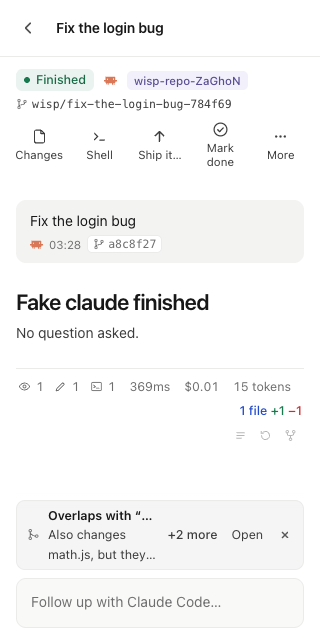 Fix the login bug
Finished wisp-repo-ZaGhoN
wisp/fix-the-login-bug-784f69
Changes Shell Ship it... Mark done More
Fix the login bug
03:28 a8c8f27
Fake claude finished
No question asked.
1 1 1 369ms $0.01 15 tokens
1 file +1 −1
Overlaps with “...
Also changes +2 more Open ×
math.js, but they...
Follow up with Claude Code...